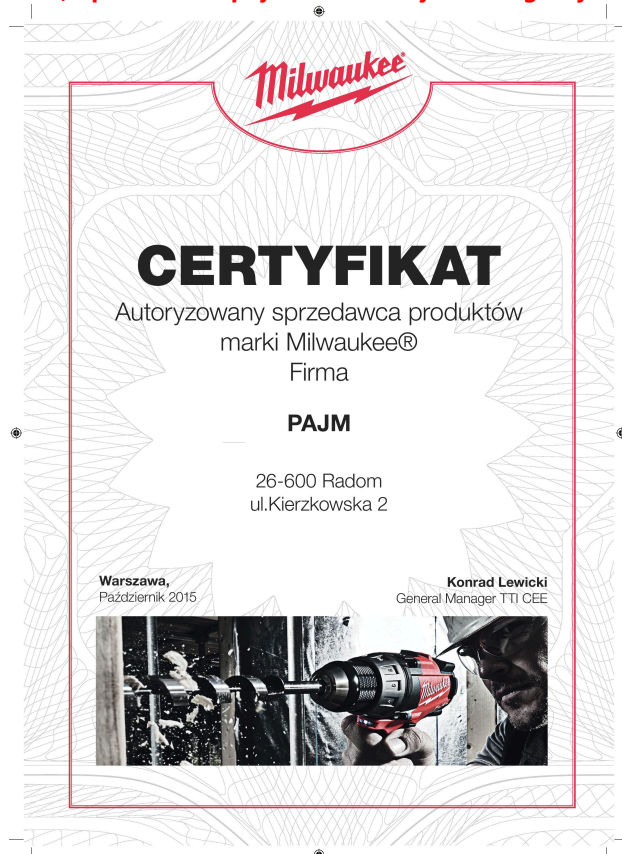 Milwaukee®
CERTYFIKAT
Autoryzowany sprzedawca produktów
marki Milwaukee®
Firma
PAJM
26-600 Radom
ul.Kierzkowska 2
Warszawa,
Październik 2015
Konrad Lewicki
General Manager TTI CEE
Milwaukee